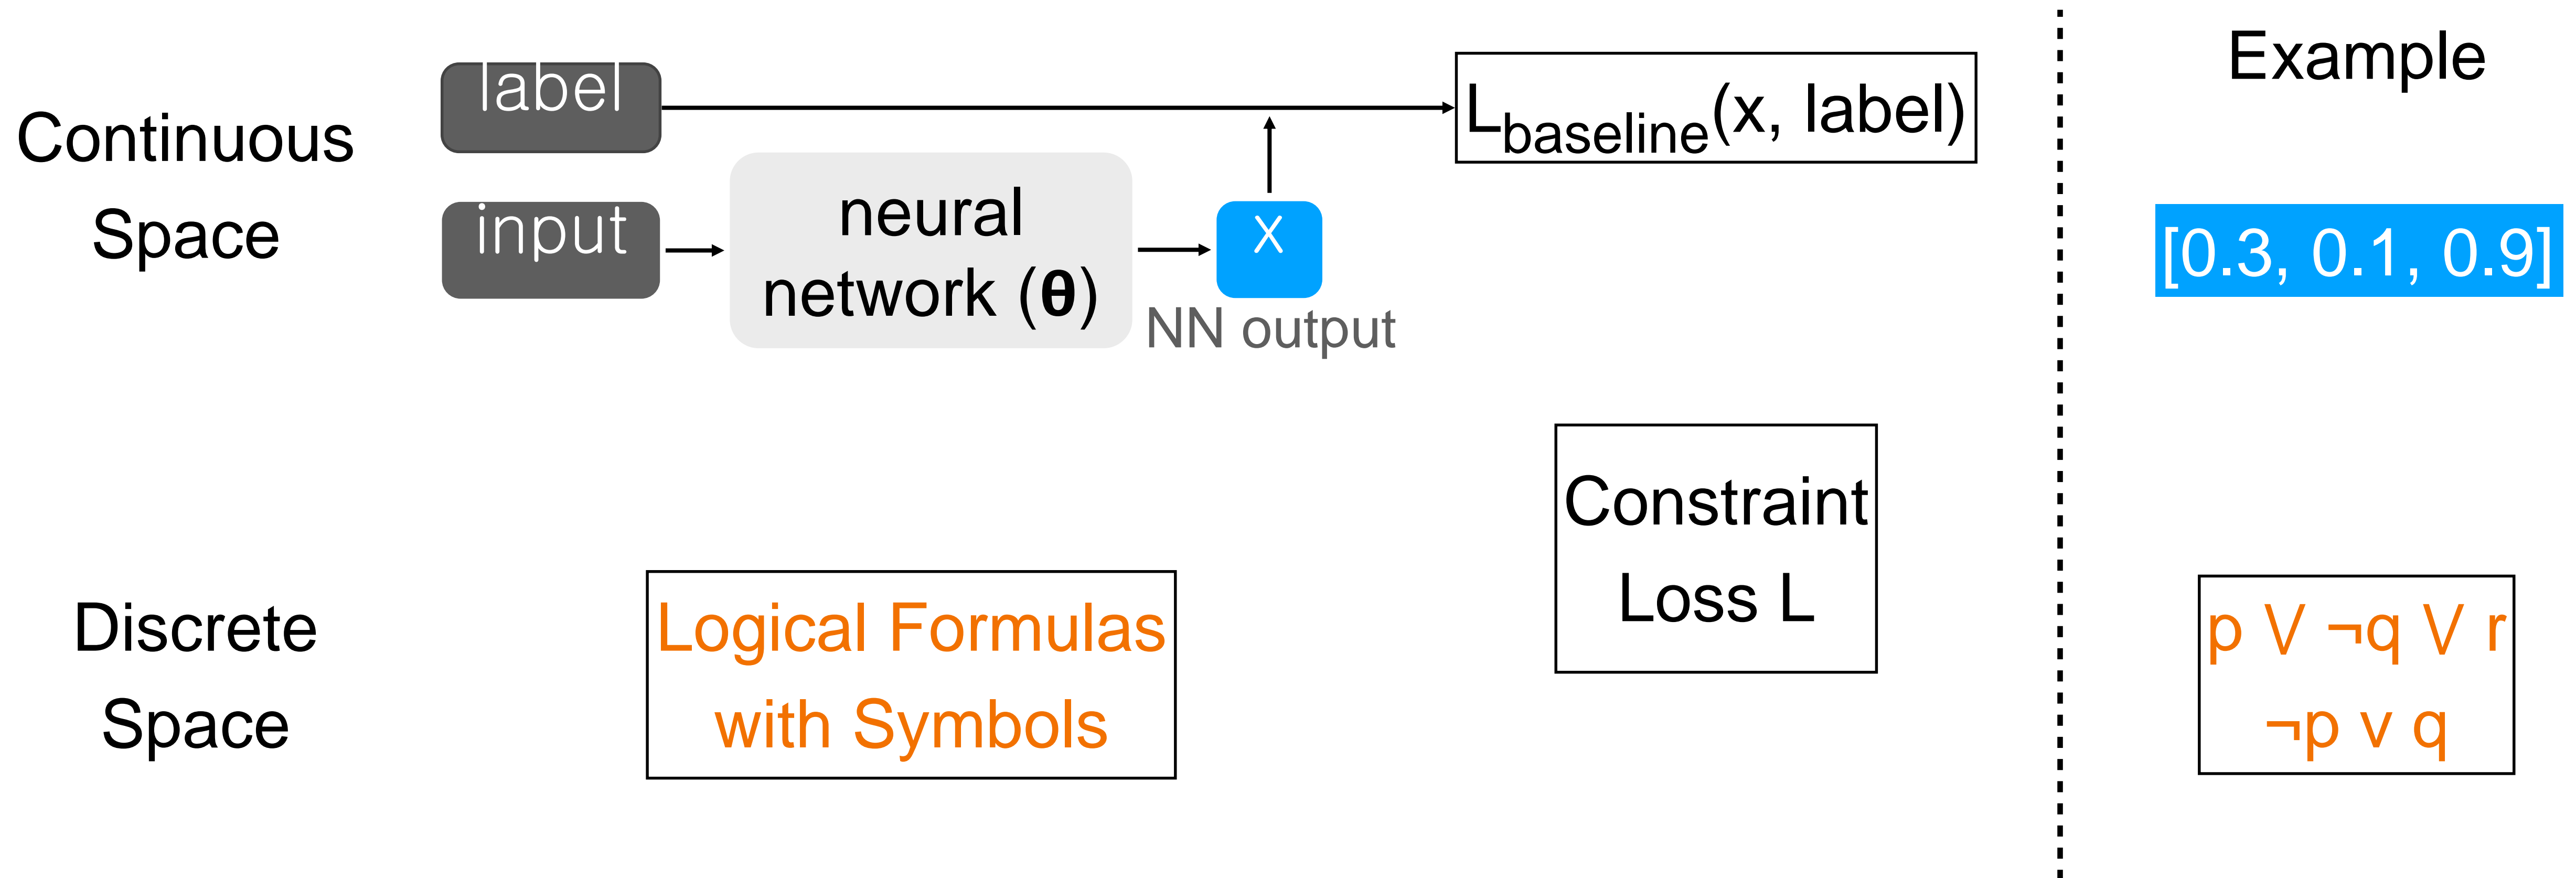 Continuous
Space
label
input
neural
network (θ)
x
NN output
L_baseline(x, label)
Example
[0.3, 0.1, 0.9]
Discrete
Space
Logical Formulas
with Symbols
Constraint
Loss L
p V ¬q V r
¬p v q